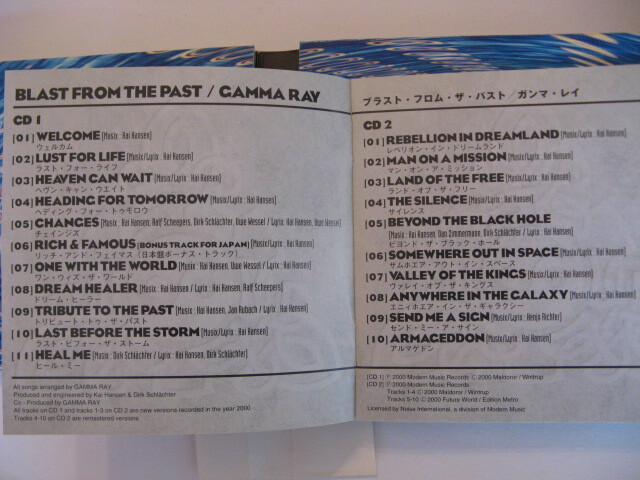 BLAST FROM THE PAST / GAMMA RAY
CD 1
[01] WELCOME [Music : Kai Hansen]
ウェルカム
[02] LUST FOR LIFE [Music/Lyrix : Kai Hansen]
ラスト・フォー・ライフ
[03] HEAVEN CAN WAIT [Music/Lyrix : Kai Hansen]
ヘヴン・キャン・ウエイト
[04] HEADING FOR TOMORROW [Music/Lyrix : Kai Hansen]
ヘディング・フォー・トゥモロウ
[05] CHANGES [Music : Kai Hansen, Ralf Scheepers, Dirk Schlächter, Uwe Wessel / Lyrix : Kai Hansen, Uwe Wessel]
チェインジズ
[06] RICH & FAMOUS [BONUS TRACK FOR JAPAN] [Music/Lyrix : Kai Hansen]
リッチ・アンド・フェイマス〔日本盤ボーナス・トラック〕
[07] ONE WITH THE WORLD [Music : Kai Hansen, Uwe Wessel / Lyrix : Kai Hansen]
ワン・ウィズ・ザ・ワールド
[08] DREAM HEALER [Music : Kai Hansen / Lyrix : Kai Hansen, Ralf Scheepers]
ドリーム・ヒーラー
[09] TRIBUTE TO THE PAST [Music : Kai Hansen, Jan Rubach / Lyrix : Kai Hansen]
トリビュート・トゥ・ザ・パスト
[10] LAST BEFORE THE STORM [Music/Lyrix : Kai Hansen]
ラスト・ビフォー・ザ・ストーム
[11] HEAL ME [Music : Dirk Schlächter / Lyrix : Kai Hansen, Dirk Schlächter]
ヒール・ミー
All songs arranged by GAMMA RAY
Produced and engineered by Kai Hansen & Dirk Schlächter
Co - Produced by GAMMA RAY
All tracks on CD 1 and tracks 1-3 on CD 2 are new versions recorded in the year 2000
Tracks 4-10 on CD 2 are remastered versions
ブラスト・フロム・ザ・パスト／ガンマ・レイ
CD 2
[01] REBELLION IN DREAMLAND [Music/Lyrix : Kai Hansen]
レベリオン・イン・ドリームランド
[02] MAN ON A MISSION [Music/Lyrix : Kai Hansen]
マン・オン・ア・ミッション
[03] LAND OF THE FREE [Music/Lyrix : Kai Hansen]
ランド・オブ・ザ・フリー
[04] THE SILENCE [Music/Lyrix : Kai Hansen]
サイレンス
[05] BEYOND THE BLACK HOLE
[Music : Kai Hansen, Dan Zimmermann, Dirk Schlächter / Lyrix : Kai Hansen]
ビヨンド・ザ・ブラック・ホール
[06] SOMEWHERE OUT IN SPACE [Music/Lyrix : Kai Hansen]
サムホエア・アウト・イン・スペース
[07] VALLEY OF THE KINGS [Music/Lyrix : Kai Hansen]
ヴァレイ・オブ・ザ・キングス
[08] ANYWHERE IN THE GALAXY [Music/Lyrix : Kai Hansen]
エニィホエア・イン・ザ・ギャラクシー
[09] SEND ME A SIGN [Music/Lyrix : Henjo Richter]
センド・ミー・ア・サイン
[10] ARMAGEDDON [Music/Lyrix : Kai Hansen]
アルマゲドン
[CD 1] Ⓟ 2000 Modern Music Records © 2000 Maldoror / Wintrup
[CD 2] Ⓟ 2000 Modern Music Records
Tracks 1-4 © 2000 Maldoror / Wintrup
Tracks 5-10 © 2000 Future World / Edition Metro
Licensed by Noise International, a division of Modern Music